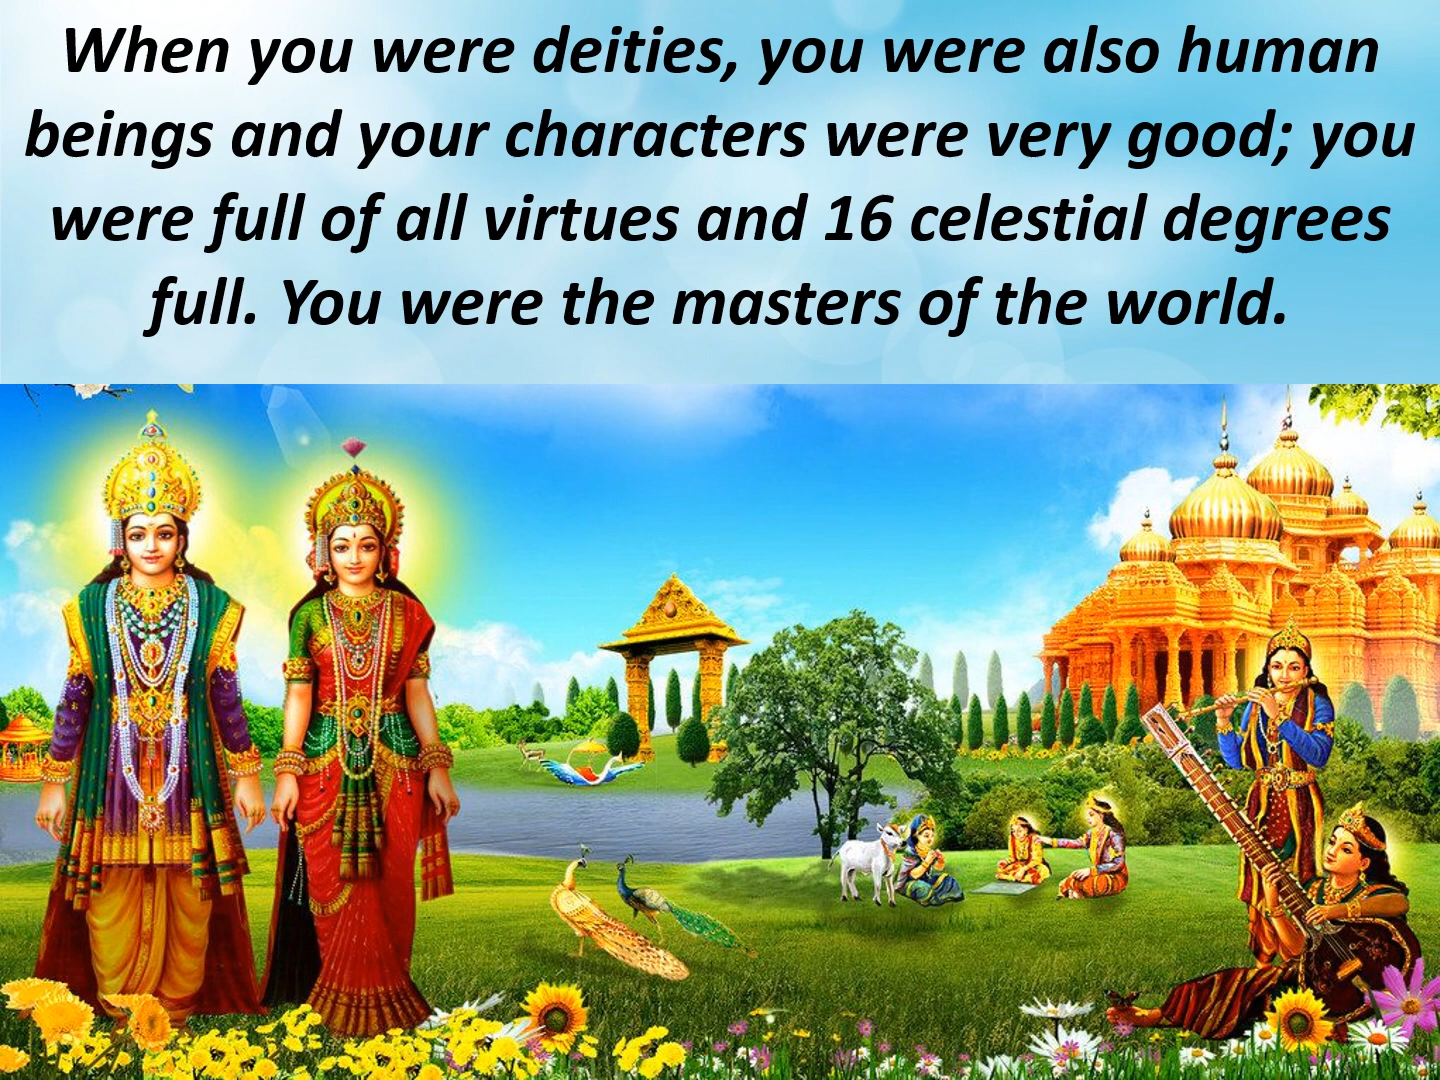 When you were deities, you were also human
beings and your characters were very good; you
were full of all virtues and 16 celestial degrees
full. You were the masters of the world.